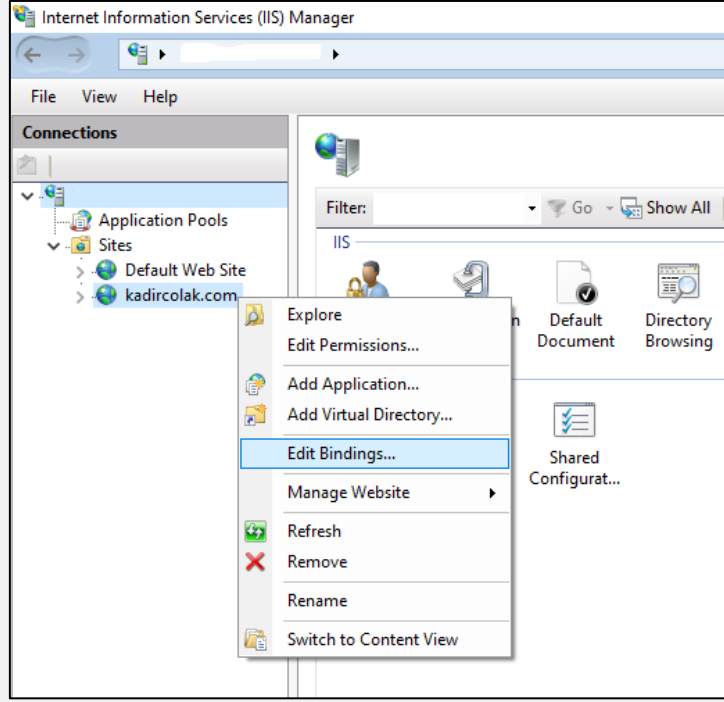 Internet Information Services (IIS) Manager
File View Help
Connections
Application Pools
Sites
Default Web Site
kadircolak.com
Filter:
Go
Show All
IIS
n
Default
Document
Directory
Browsing
Shared
Configurat...
Explore
Edit Permissions...
Add Application...
Add Virtual Directory...
Edit Bindings...
Manage Website
Refresh
Remove
Rename
Switch to Content View